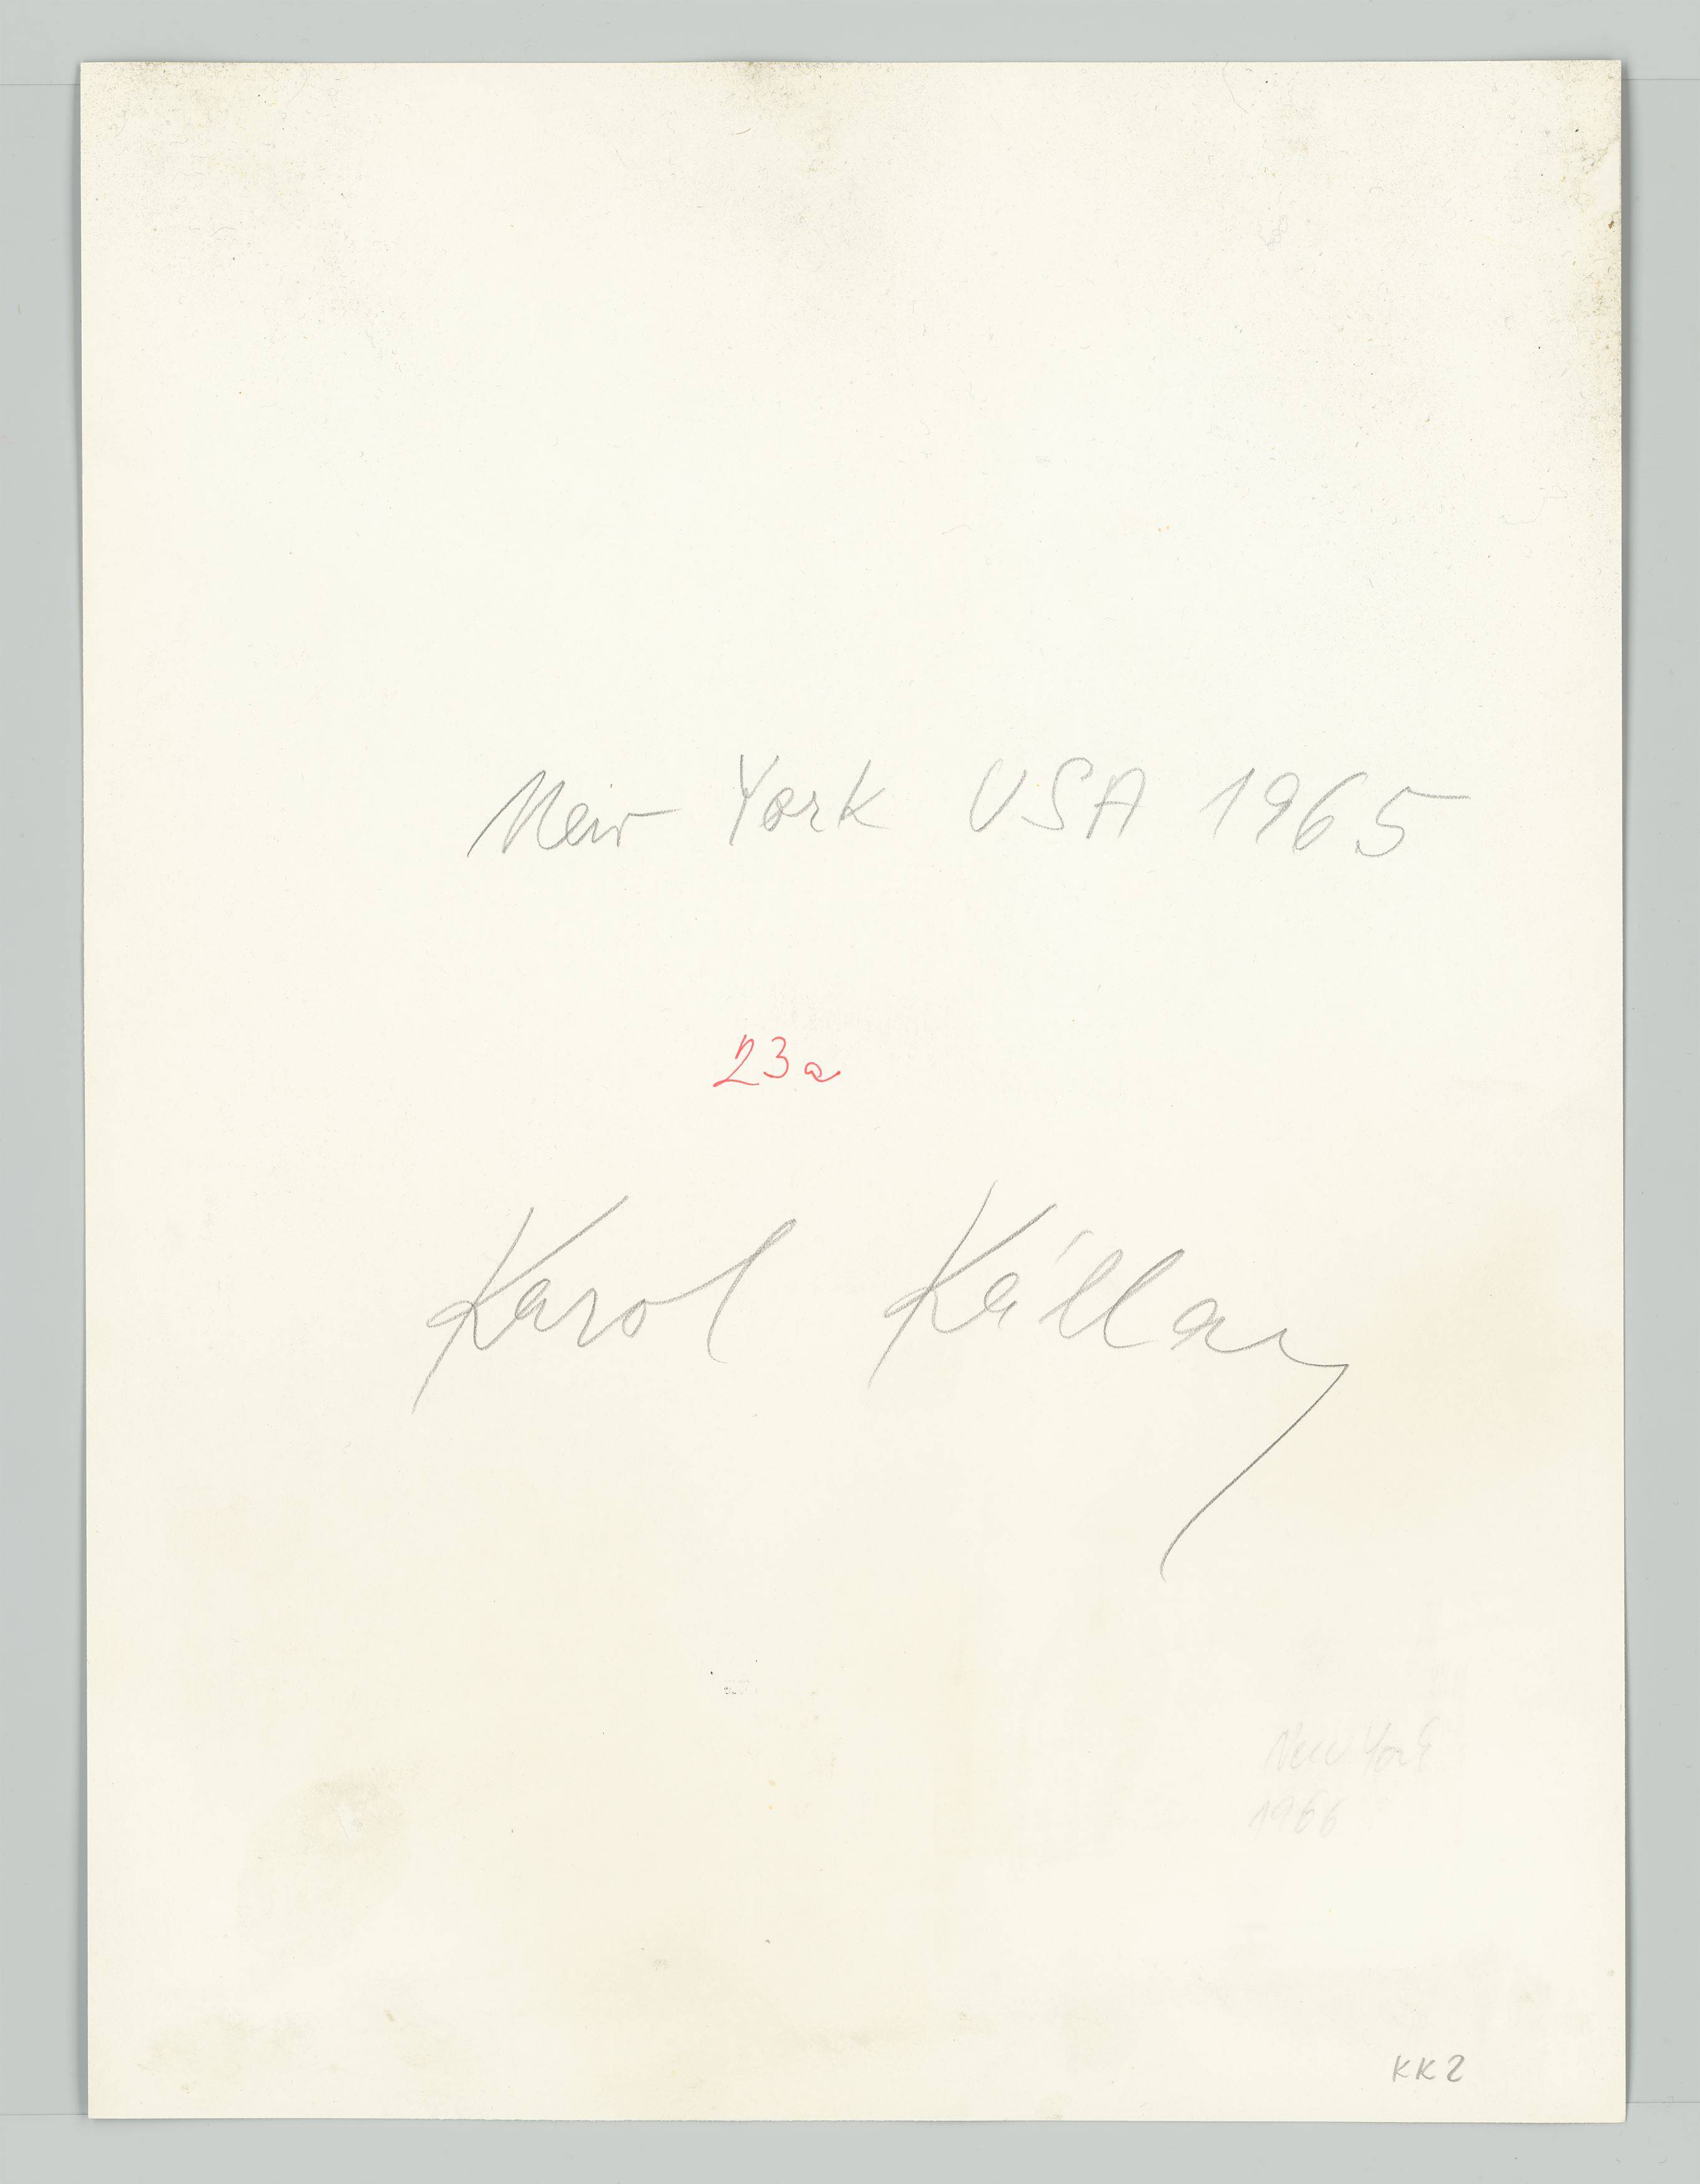 New York USA 1965
23a
Karol Kállay
New York
1966
KK2